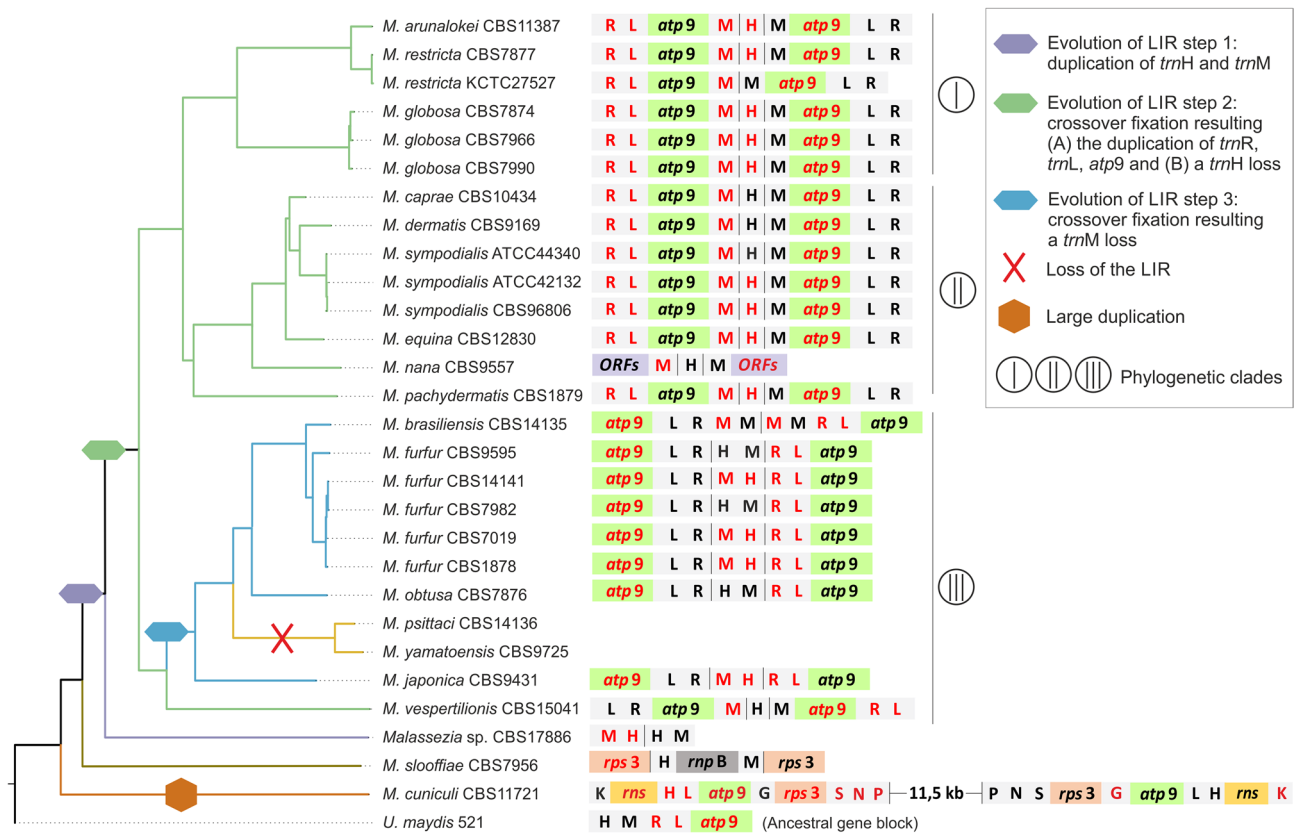 M. arunalokei CBS11387 R L atp9 M H M atp9 L R
M. restricta CBS7877 R L atp9 M H M atp9 L R
M. restricta KCTC27527 R L atp9 M M atp9 L R
M. globosa CBS7874 R L atp9 M H M atp9 L R
M. globosa CBS7966 R L atp9 M H M atp9 L R
M. globosa CBS7990 R L atp9 M H M atp9 L R
M. caprae CBS10434 R L atp9 M H M atp9 L R
M. dermatis CBS9169 R L atp9 M H M atp9 L R
M. sympodialis ATCC44340 R L atp9 M H M atp9 L R
M. sympodialis ATCC42132 R L atp9 M H M atp9 L R
M. sympodialis CBS96806 R L atp9 M H M atp9 L R
M. equina CBS12830 R L atp9 M H M atp9 L R
M. nana CBS9557 ORFs M H M ORFs
M. pachydermatis CBS1879 R L atp9 M H M atp9 L R
M. brasiliensis CBS14135 atp9 L R M M M M R L atp9
M. furfur CBS9595 atp9 L R H M R L atp9
M. furfur CBS14141 atp9 L R M H R L atp9
M. furfur CBS7982 atp9 L R H M R L atp9
M. furfur CBS7019 atp9 L R M H R L atp9
M. furfur CBS1878 atp9 L R M H R L atp9
M. obtusa CBS7876 atp9 L R H M R L atp9
M. psittaci CBS14136
M. yamatoensis CBS9725
M. japonica CBS9431 atp9 L R M H R L atp9
M. vespertilionis CBS15041 L R atp9 M H M atp9 R L
Malassezia sp. CBS17886 M H H M
M. slooffiae CBS7956 rps3 H rnpB M rps3
M. cuniculi CBS11721 K rns H L atp9 G rps3 S N P 11,5 kb P N S rps3 G atp9 L H rns K
U. maydis 521 H M R L atp9 (Ancestral gene block)
I
II
III
Evolution of LIR step 1:
duplication of trnH and trnM
Evolution of LIR step 2:
crossover fixation resulting
(A) the duplication of trnR,
trnL, atp9 and (B) a trnH loss
Evolution of LIR step 3:
crossover fixation resulting
a trnM loss
Loss of the LIR
Large duplication
I II III Phylogenetic clades